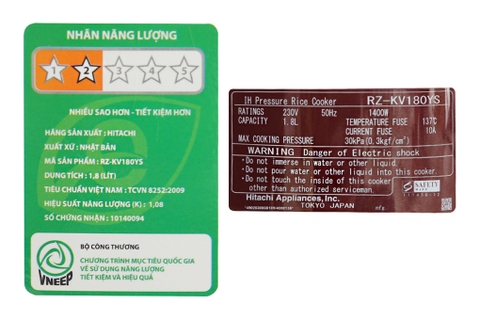 NHÃN NĂNG LƯỢNG
1 2 3 4 5
NHIỀU SAO HƠN - TIẾT KIỆM HƠN
HÃNG SẢN XUẤT : HITACHI
XUẤT XỨ : NHẬT BẢN
MÃ SẢN PHẨM : RZ-KV180YS
DUNG TÍCH : 1,8 (LÍT)
TIÊU CHUẨN VIỆT NAM : TCVN 8252:2009
HIỆU SUẤT NĂNG LƯỢNG (K) : 1,08
SỐ CHỨNG NHẬN : 10140094
VNEEP
BỘ CÔNG THƯƠNG
CHƯƠNG TRÌNH MỤC TIÊU QUỐC GIA
VỀ SỬ DỤNG NĂNG LƯỢNG
TIẾT KIỆM VÀ HIỆU QUẢ
IH Pressure Rice Cooker RZ-KV180YS
RATINGS 230V 50Hz 1400W
CAPACITY 1.8L TEMPERATURE FUSE 137℃
CURRENT FUSE 10A
MAX COOKING PRESSURE 30kPa(0.3kgf/cm²)
WARNING Danger of Electric shock
•Do not immerse in water or other liquid.
•Do not pour water or other liquid into the cooker.
•Do not touch the inside of this cooker
other than authorized serviceman.
Hitachi Appliances, Inc.
TOKYO JAPAN
mfg.
SAFETY